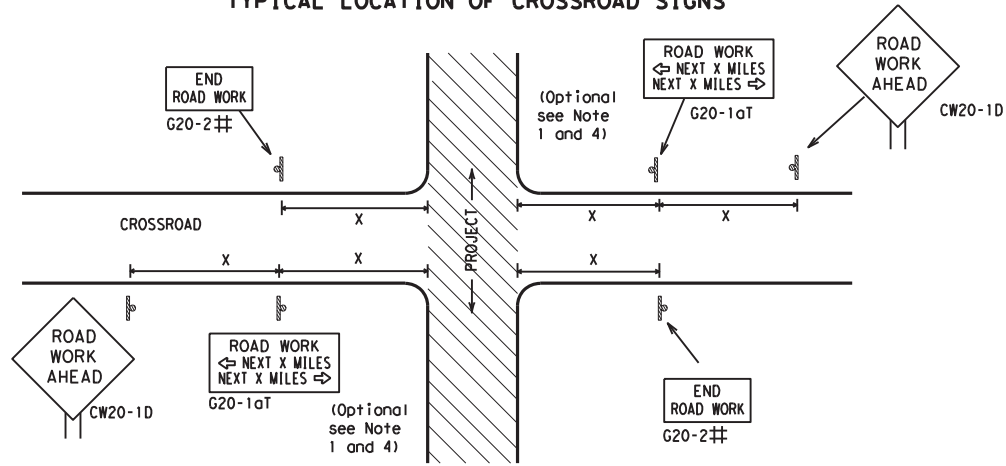 TYPICAL LOCATION OF CROSSROAD SIGNS
END
ROAD WORK
G20-2#
ROAD WORK
⇦ NEXT X MILES
NEXT X MILES ⇨
G20-1aT
(Optional
see Note
1 and 4)
ROAD
WORK
AHEAD
CW20-1D
X
X
X
CROSSROAD
PROJECT
X
X
X
ROAD
WORK
AHEAD
CW20-1D
ROAD WORK
⇦ NEXT X MILES
NEXT X MILES ⇨
G20-1aT
(Optional
see Note
1 and 4)
END
ROAD WORK
G20-2#